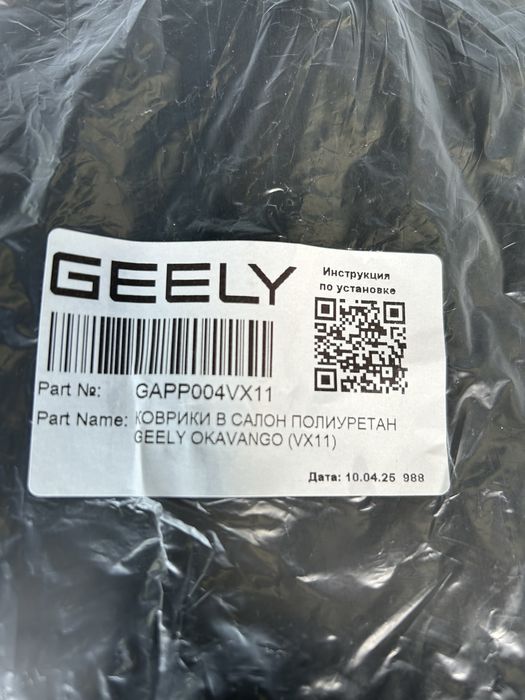 GEELY
Инструкция
по установке
Part №: GAPP004VX11
Part Name: КОВРИКИ В САЛОН ПОЛИУРЕТАН
GEELY OKAVANGO (VX11)
Дата: 10.04.25 988